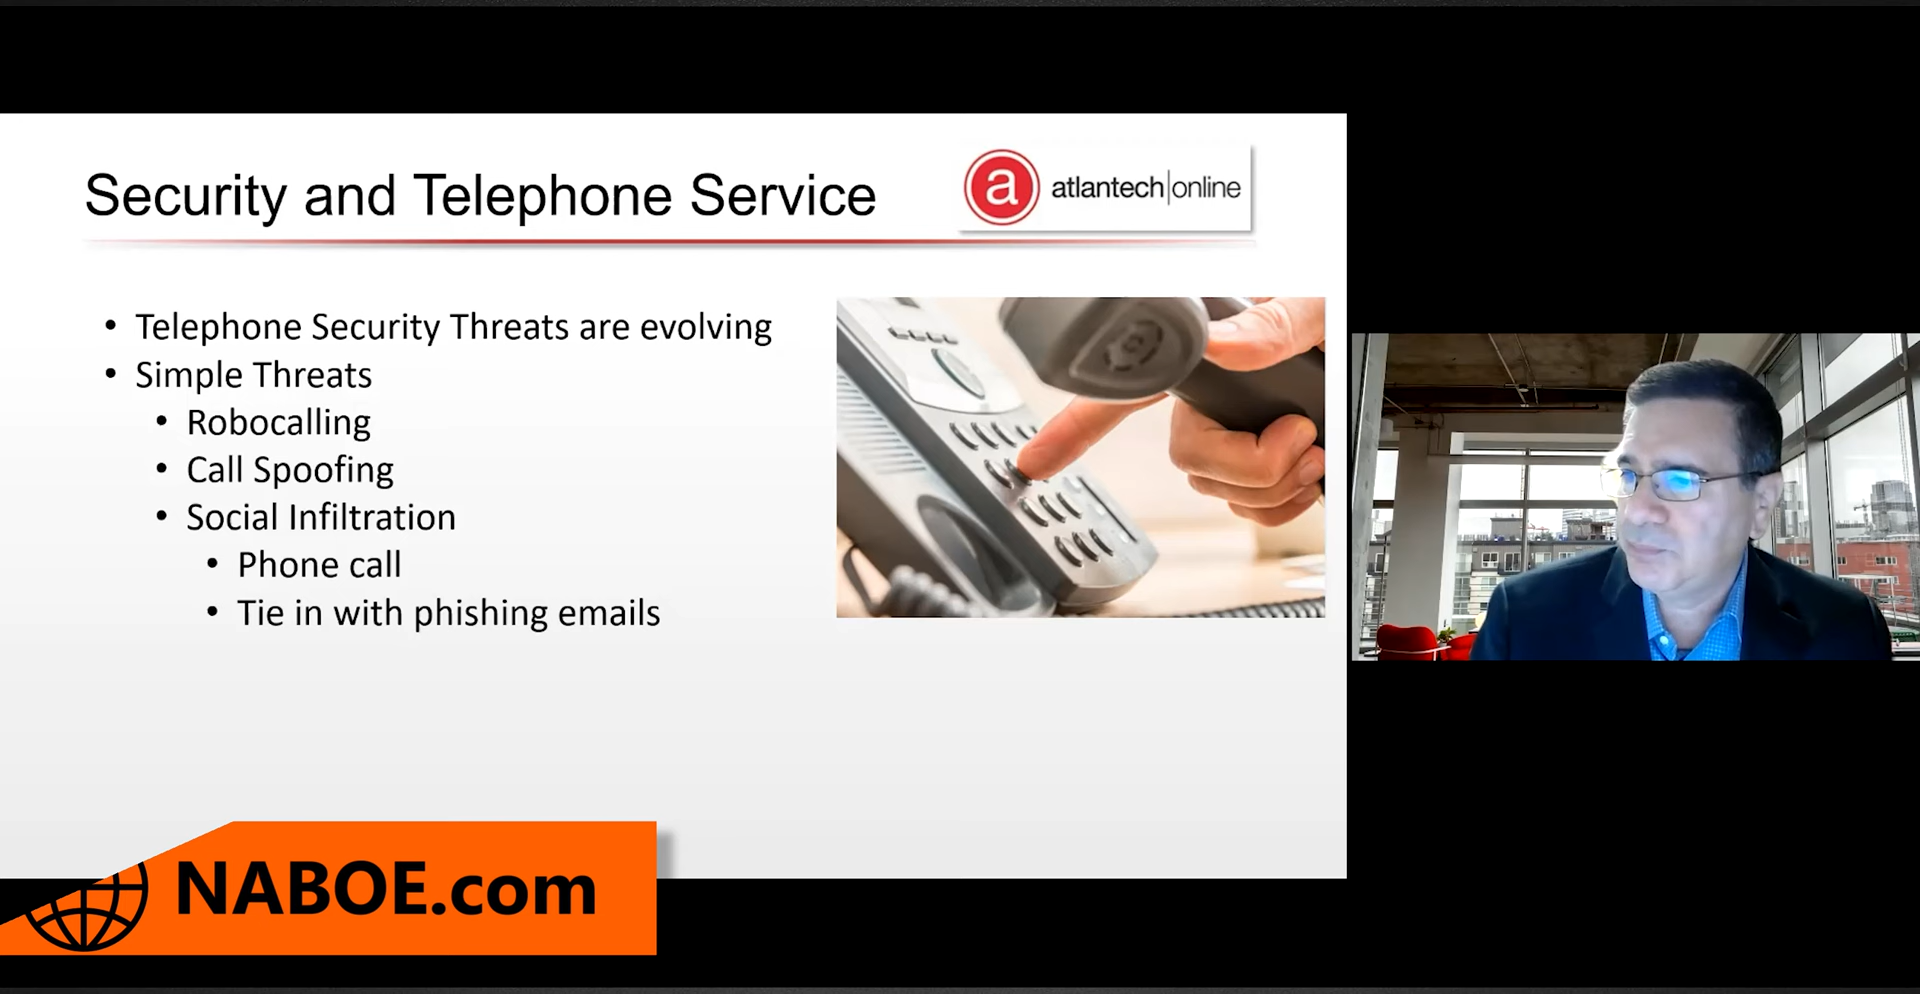 Security and Telephone Service
a atlantech|online
• Telephone Security Threats are evolving
• Simple Threats
• Robocalling
• Call Spoofing
• Social Infiltration
• Phone call
• Tie in with phishing emails
NABOE.com